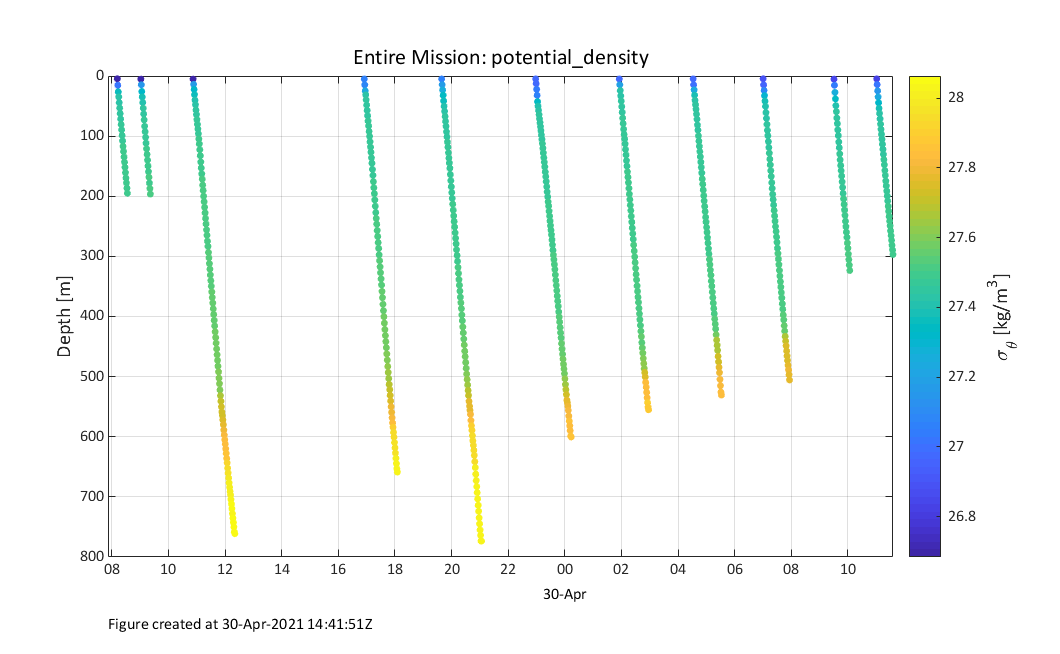 Entire Mission: potential_density
0
100
200
300
400
500
600
700
800
Depth [m]
08 10 12 14 16 18 20 22 00 02 04 06 08 10
30-Apr
28
27.8
27.6
27.4
27.2
27
26.8
σ_θ [kg/m³]
Figure created at 30-Apr-2021 14:41:51Z